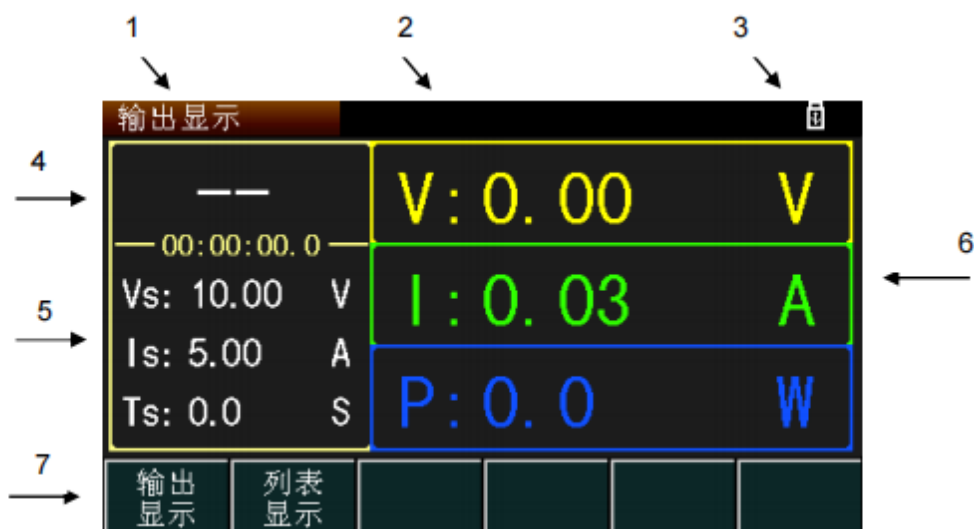 1 2 3
输出显示
4
--
00:00:00.0
5
Vs: 10.00 V
Is: 5.00 A
Ts: 0.0 S
V: 0.00 V
I: 0.03 A
P: 0.0 W
6
7
输出
显示
列表
显示